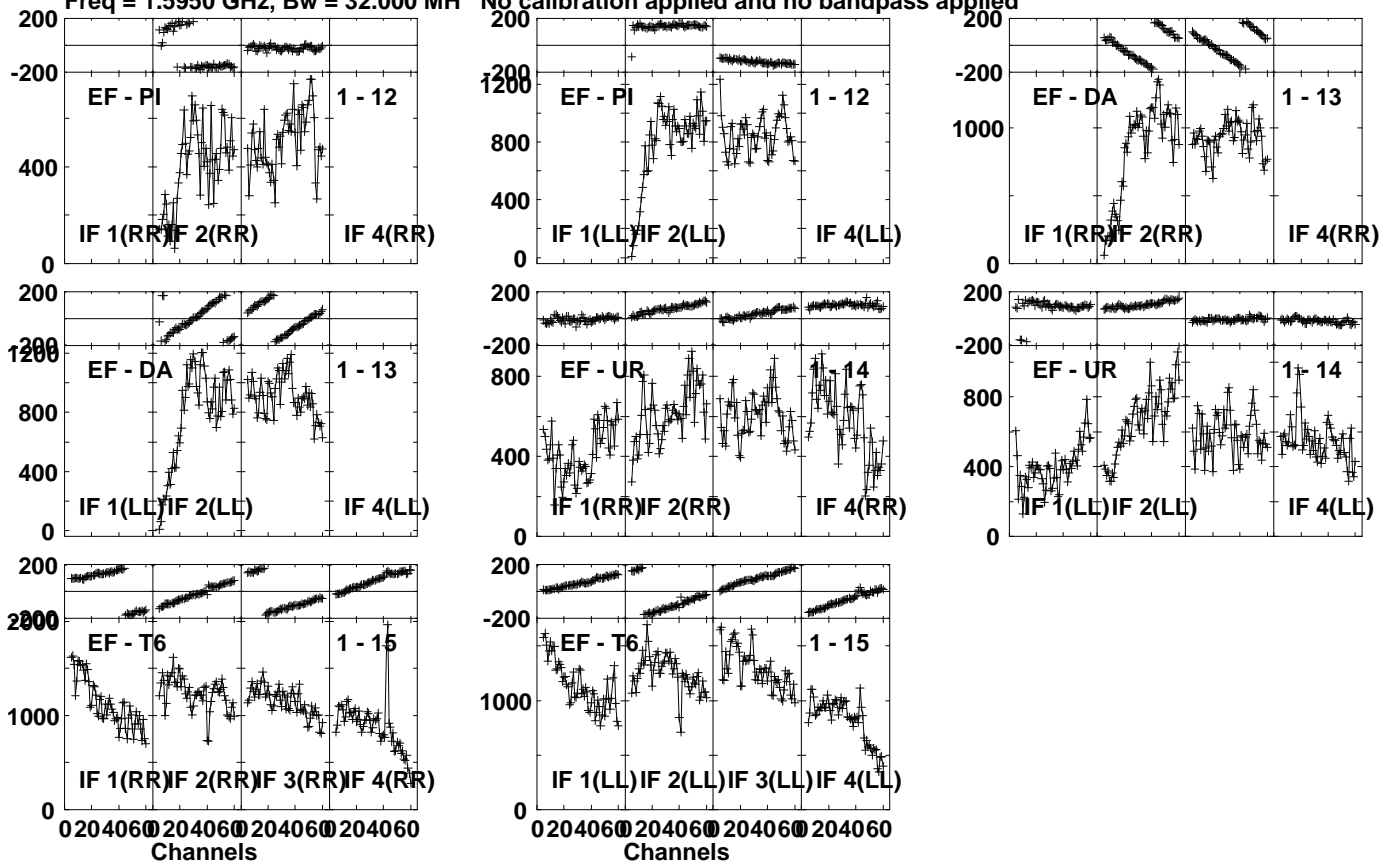 Freq = 1.5950 GHz, Bw = 32.000 MH No calibration applied and no bandpass applied
200
-200
EF - PI 1 - 12
400
0
IF 1(RR) IF 2(RR) IF 4(RR)
200
-200
1200
EF - PI 1 - 12
800
400
0
IF 1(LL) IF 2(LL) IF 4(LL)
200
-200
EF - DA 1 - 13
1000
0
IF 1(RR) IF 2(RR) IF 4(RR)
200
-200
1200
EF - DA 1 - 13
800
400
0
IF 1(LL) IF 2(LL) IF 4(LL)
200
-200
EF - UR 1 - 14
800
400
0
IF 1(RR) IF 2(RR) IF 4(RR)
200
-200
EF - UR 1 - 14
800
400
0
IF 1(LL) IF 2(LL) IF 4(LL)
200
-200
2000
EF - T6 1 - 15
1000
0
IF 1(RR) IF 2(RR) IF 3(RR) IF 4(RR)
0 20 40 60 0 20 40 60 0 20 40 60 0 20 40 60
Channels
200
-200
EF - T6 1 - 15
1000
0
IF 1(LL) IF 2(LL) IF 3(LL) IF 4(LL)
0 20 40 60 0 20 40 60 0 20 40 60 0 20 40 60
Channels